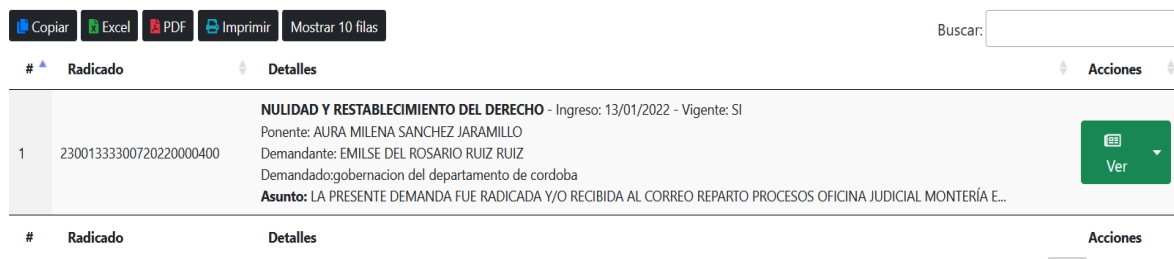 Copiar Excel PDF Imprimir Mostrar 10 filas Buscar:
# Radicado Detalles Acciones
NULIDAD Y RESTABLECIMIENTO DEL DERECHO - Ingreso: 13/01/2022 - Vigente: SI
Ponente: AURA MILENA SANCHEZ JARAMILLO
1 23001333300720220000400 Demandante: EMILSE DEL ROSARIO RUIZ RUIZ Ver
Demandado:gobernacion del departamento de cordoba
Asunto: LA PRESENTE DEMANDA FUE RADICADA Y/O RECIBIDA AL CORREO REPARTO PROCESOS OFICINA JUDICIAL MONTERÍA E...
# Radicado Detalles Acciones